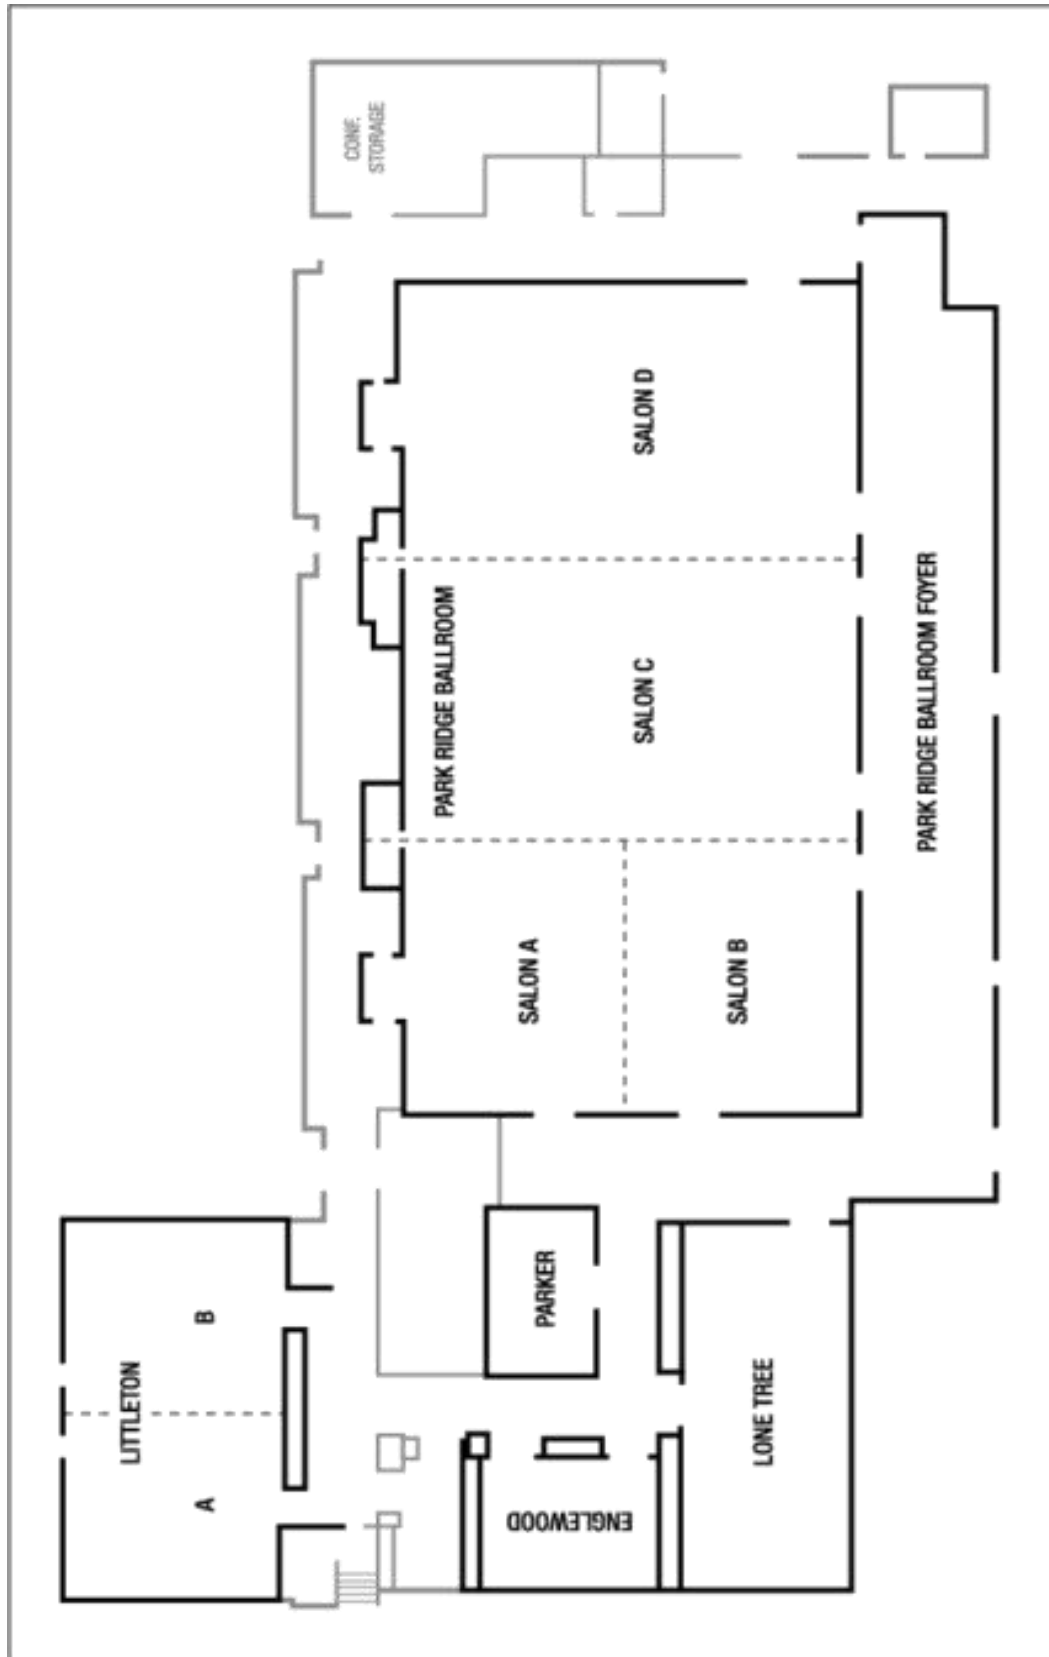 CONF.
STORAGE
SALON D
PARK RIDGE BALLROOM
SALON C
PARK RIDGE BALLROOM FOYER
SALON A
SALON B
LITTLETON
A
B
PARKER
LONE TREE
ENGLEWOOD